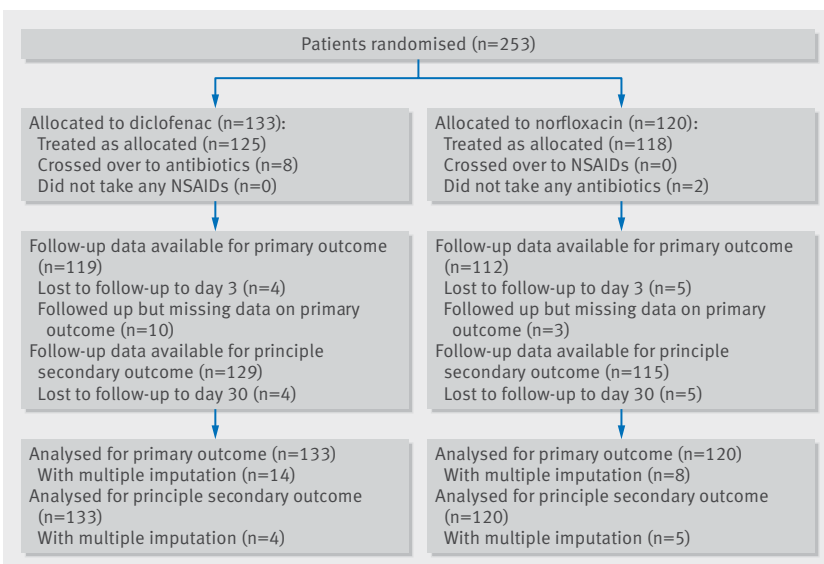 Patients randomised (n=253)
Allocated to diclofenac (n=133):
Treated as allocated (n=125)
Crossed over to antibiotics (n=8)
Did not take any NSAIDs (n=0)
Allocated to norfloxacin (n=120):
Treated as allocated (n=118)
Crossed over to NSAIDs (n=0)
Did not take any antibiotics (n=2)
Follow-up data available for primary outcome
(n=119)
Lost to follow-up to day 3 (n=4)
Followed up but missing data on primary
outcome (n=10)
Follow-up data available for principle
secondary outcome (n=129)
Lost to follow-up to day 30 (n=4)
Follow-up data available for primary outcome
(n=112)
Lost to follow-up to day 3 (n=5)
Followed up but missing data on primary
outcome (n=3)
Follow-up data available for principle
secondary outcome (n=115)
Lost to follow-up to day 30 (n=5)
Analysed for primary outcome (n=133)
With multiple imputation (n=14)
Analysed for principle secondary outcome
(n=133)
With multiple imputation (n=4)
Analysed for primary outcome (n=120)
With multiple imputation (n=8)
Analysed for principle secondary outcome
(n=120)
With multiple imputation (n=5)